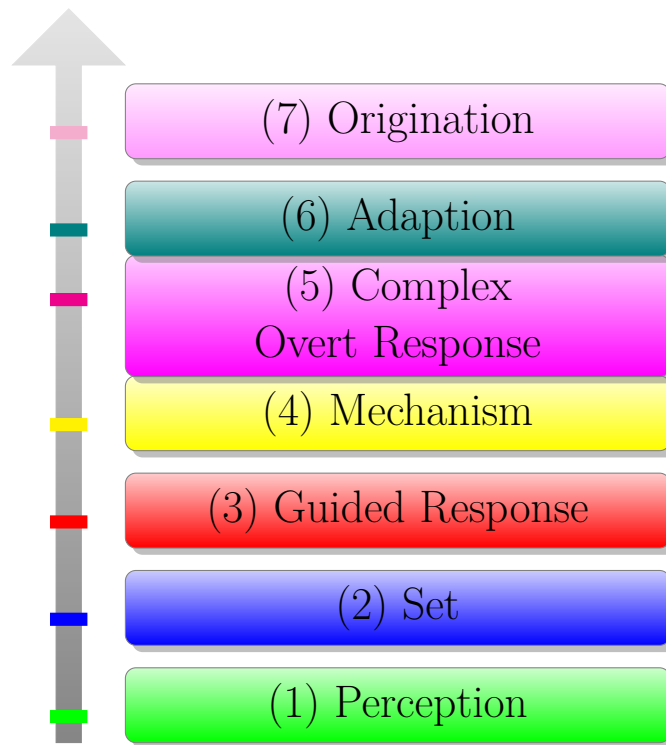 (7) Origination
(6) Adaption
(5) Complex
Overt Response
(4) Mechanism
(3) Guided Response
(2) Set
(1) Perception